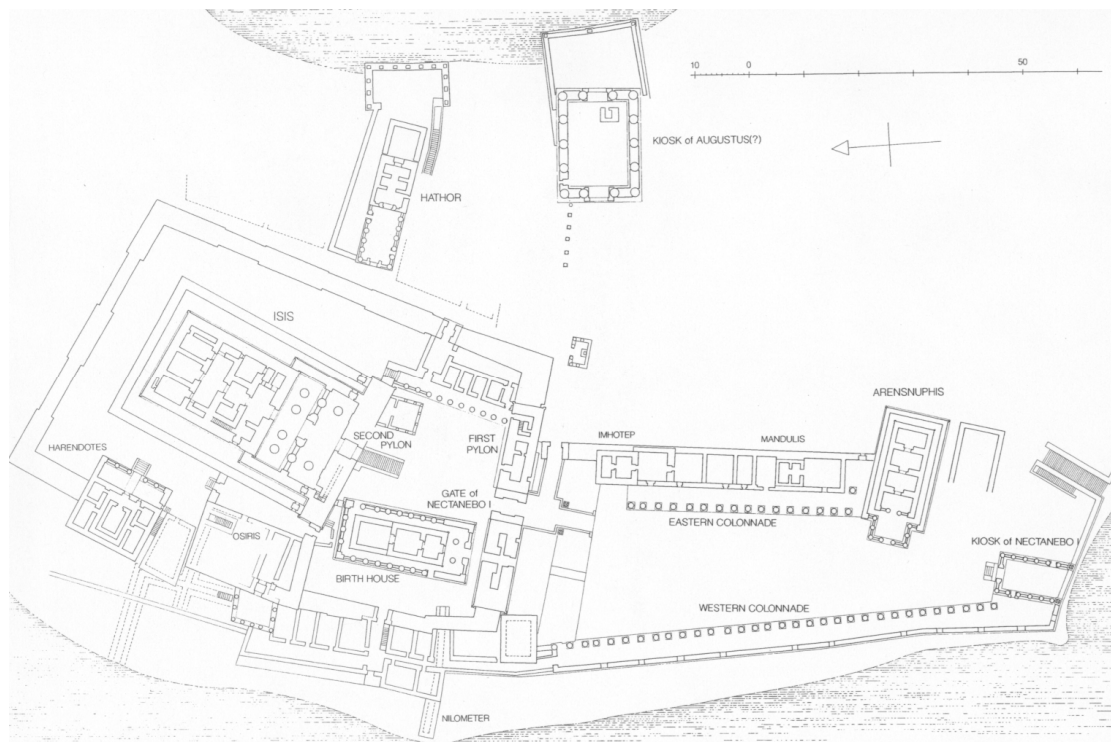 10
0
50
KIOSK of AUGUSTUS(?)
HATHOR
ISIS
ARENSNUPHIS
SECOND
PYLON
FIRST
PYLON
IMHOTEP
MANDULIS
HARENDOTES
GATE of
NECTANEBO I
EASTERN COLONNADE
OSIRIS
KIOSK of NECTANEBO I
BIRTH HOUSE
WESTERN COLONNADE
NILOMETER